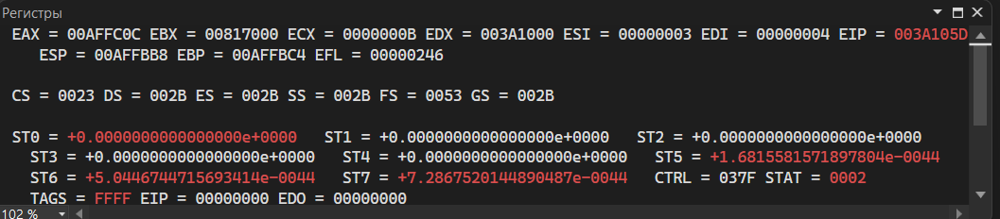 Регистры
EAX = 00AFFC0C EBX = 00817000 ECX = 0000000B EDX = 003A1000 ESI = 00000003 EDI = 00000004 EIP = 003A105D
ESP = 00AFFBB8 EBP = 00AFFBC4 EFL = 00000246
CS = 0023 DS = 002B ES = 002B SS = 002B FS = 0053 GS = 002B
ST0 = +0.0000000000000000e+0000 ST1 = +0.0000000000000000e+0000 ST2 = +0.0000000000000000e+0000
ST3 = +0.0000000000000000e+0000 ST4 = +0.0000000000000000e+0000 ST5 = +1.6815581571897804e-0044
ST6 = +5.0446744715693414e-0044 ST7 = +7.2867520144890487e-0044 CTRL = 037F STAT = 0002
TAGS = FFFF EIP = 00000000 EDO = 00000000
102 %